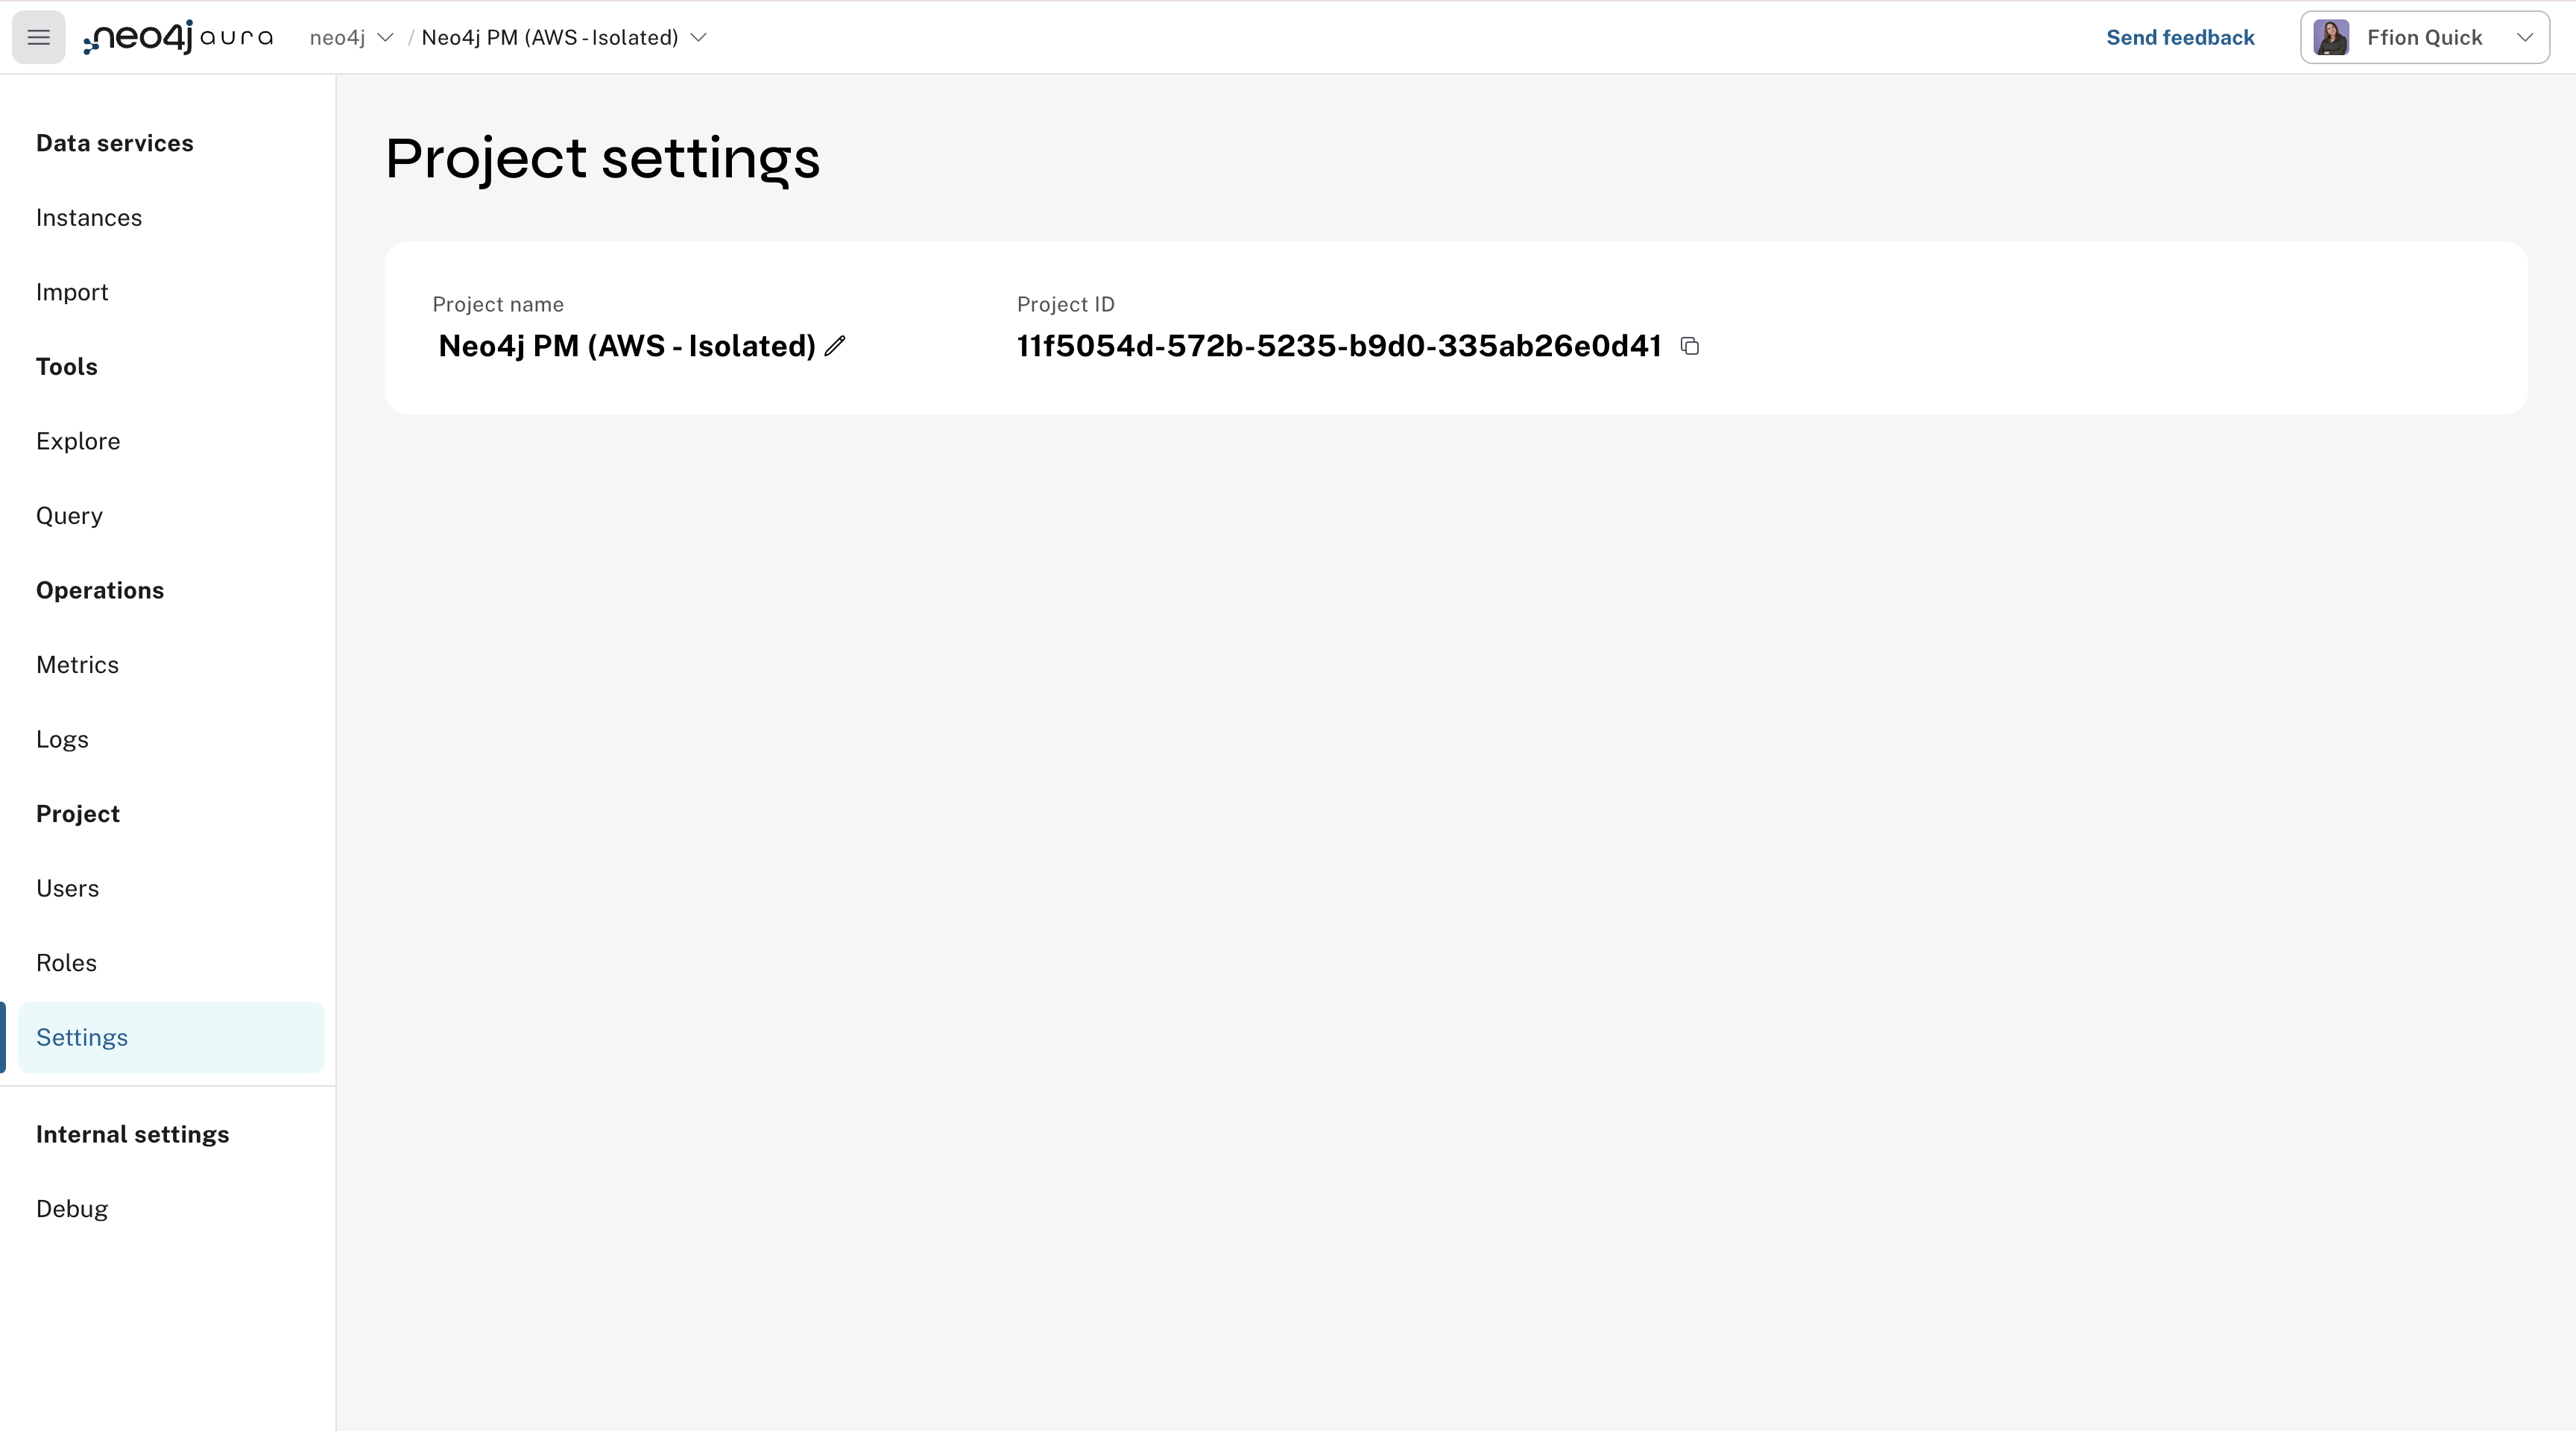 neo4j aura
neo4j / Neo4j PM (AWS - Isolated)
Send feedback
Ffion Quick
Data services
Instances
Import
Tools
Explore
Query
Operations
Metrics
Logs
Project
Users
Roles
Settings
Internal settings
Debug
Project settings
Project name
Neo4j PM (AWS - Isolated)
Project ID
11f5054d-572b-5235-b9d0-335ab26e0d41